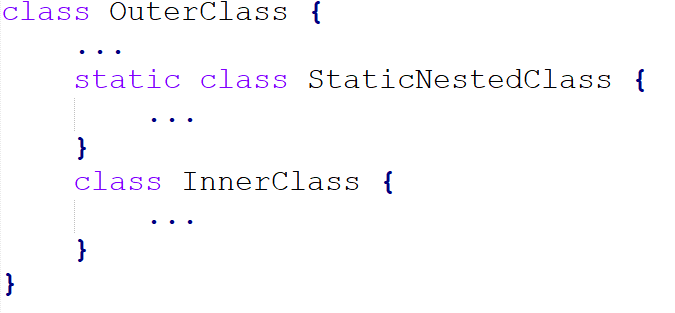 class OuterClass {
    ...
    static class StaticNestedClass {
        ...
    }
    class InnerClass {
        ...
    }
}